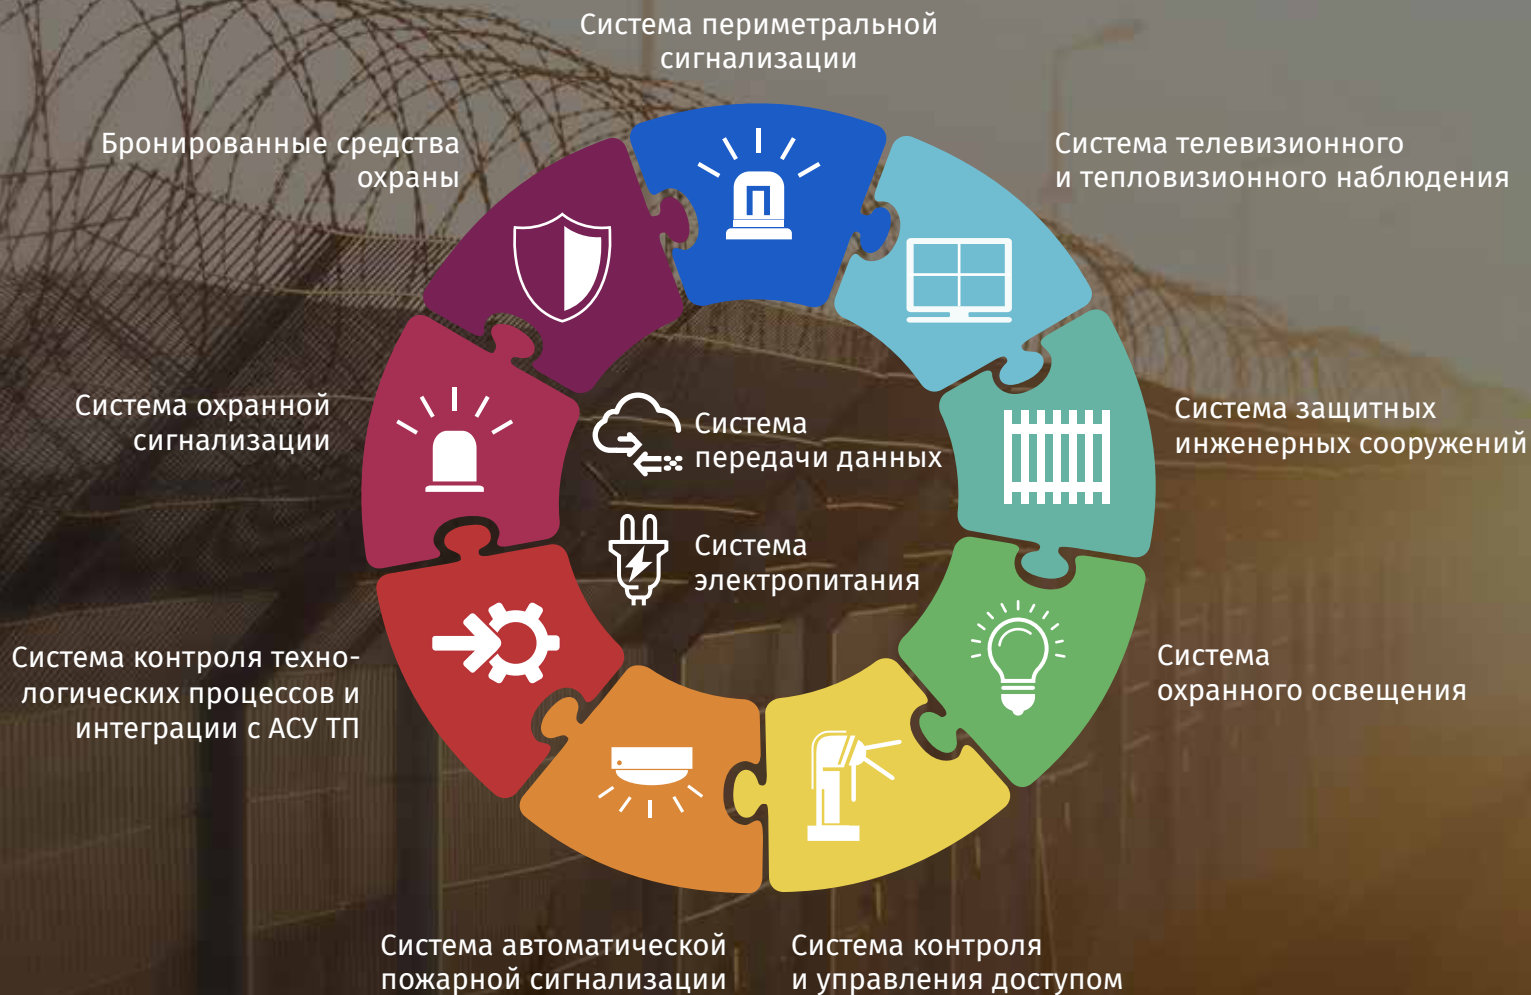 Система периметральной
сигнализации
Бронированные средства
охраны
Система телевизионного
и тепловизионного наблюдения
Система охранной
сигнализации
Система
передачи данных
Система защитных
инженерных сооружений
Система
электропитания
Система контроля техно-
логических процессов и
интеграции с АСУ ТП
Система
охранного освещения
Система автоматической
пожарной сигнализации
Система контроля
и управления доступом